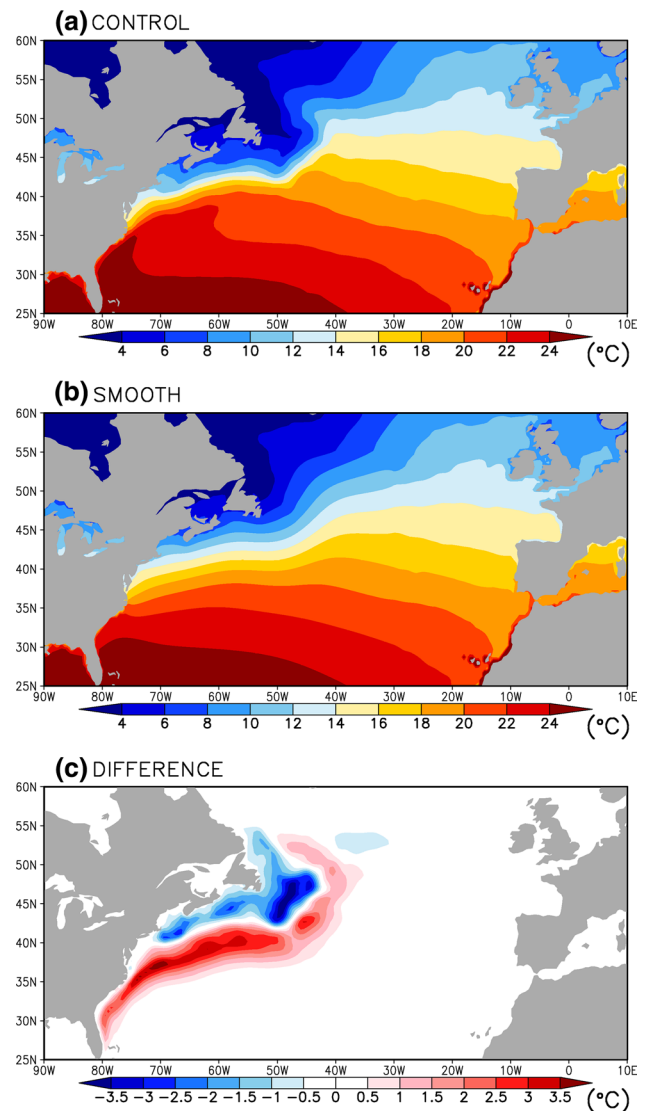 (a) CONTROL
60N
55N
50N
45N
40N
35N
30N
25N
90W 80W 70W 60W 50W 40W 30W 20W 10W 0 10E
4 6 8 10 12 14 16 18 20 22 24 (°C)
(b) SMOOTH
60N
55N
50N
45N
40N
35N
30N
25N
90W 80W 70W 60W 50W 40W 30W 20W 10W 0 10E
4 6 8 10 12 14 16 18 20 22 24 (°C)
(c) DIFFERENCE
60N
55N
50N
45N
40N
35N
30N
25N
90W 80W 70W 60W 50W 40W 30W 20W 10W 0 10E
-3.5 -3 -2.5 -2 -1.5 -1 -0.5 0 0.5 1 1.5 2 2.5 3 3.5 (°C)